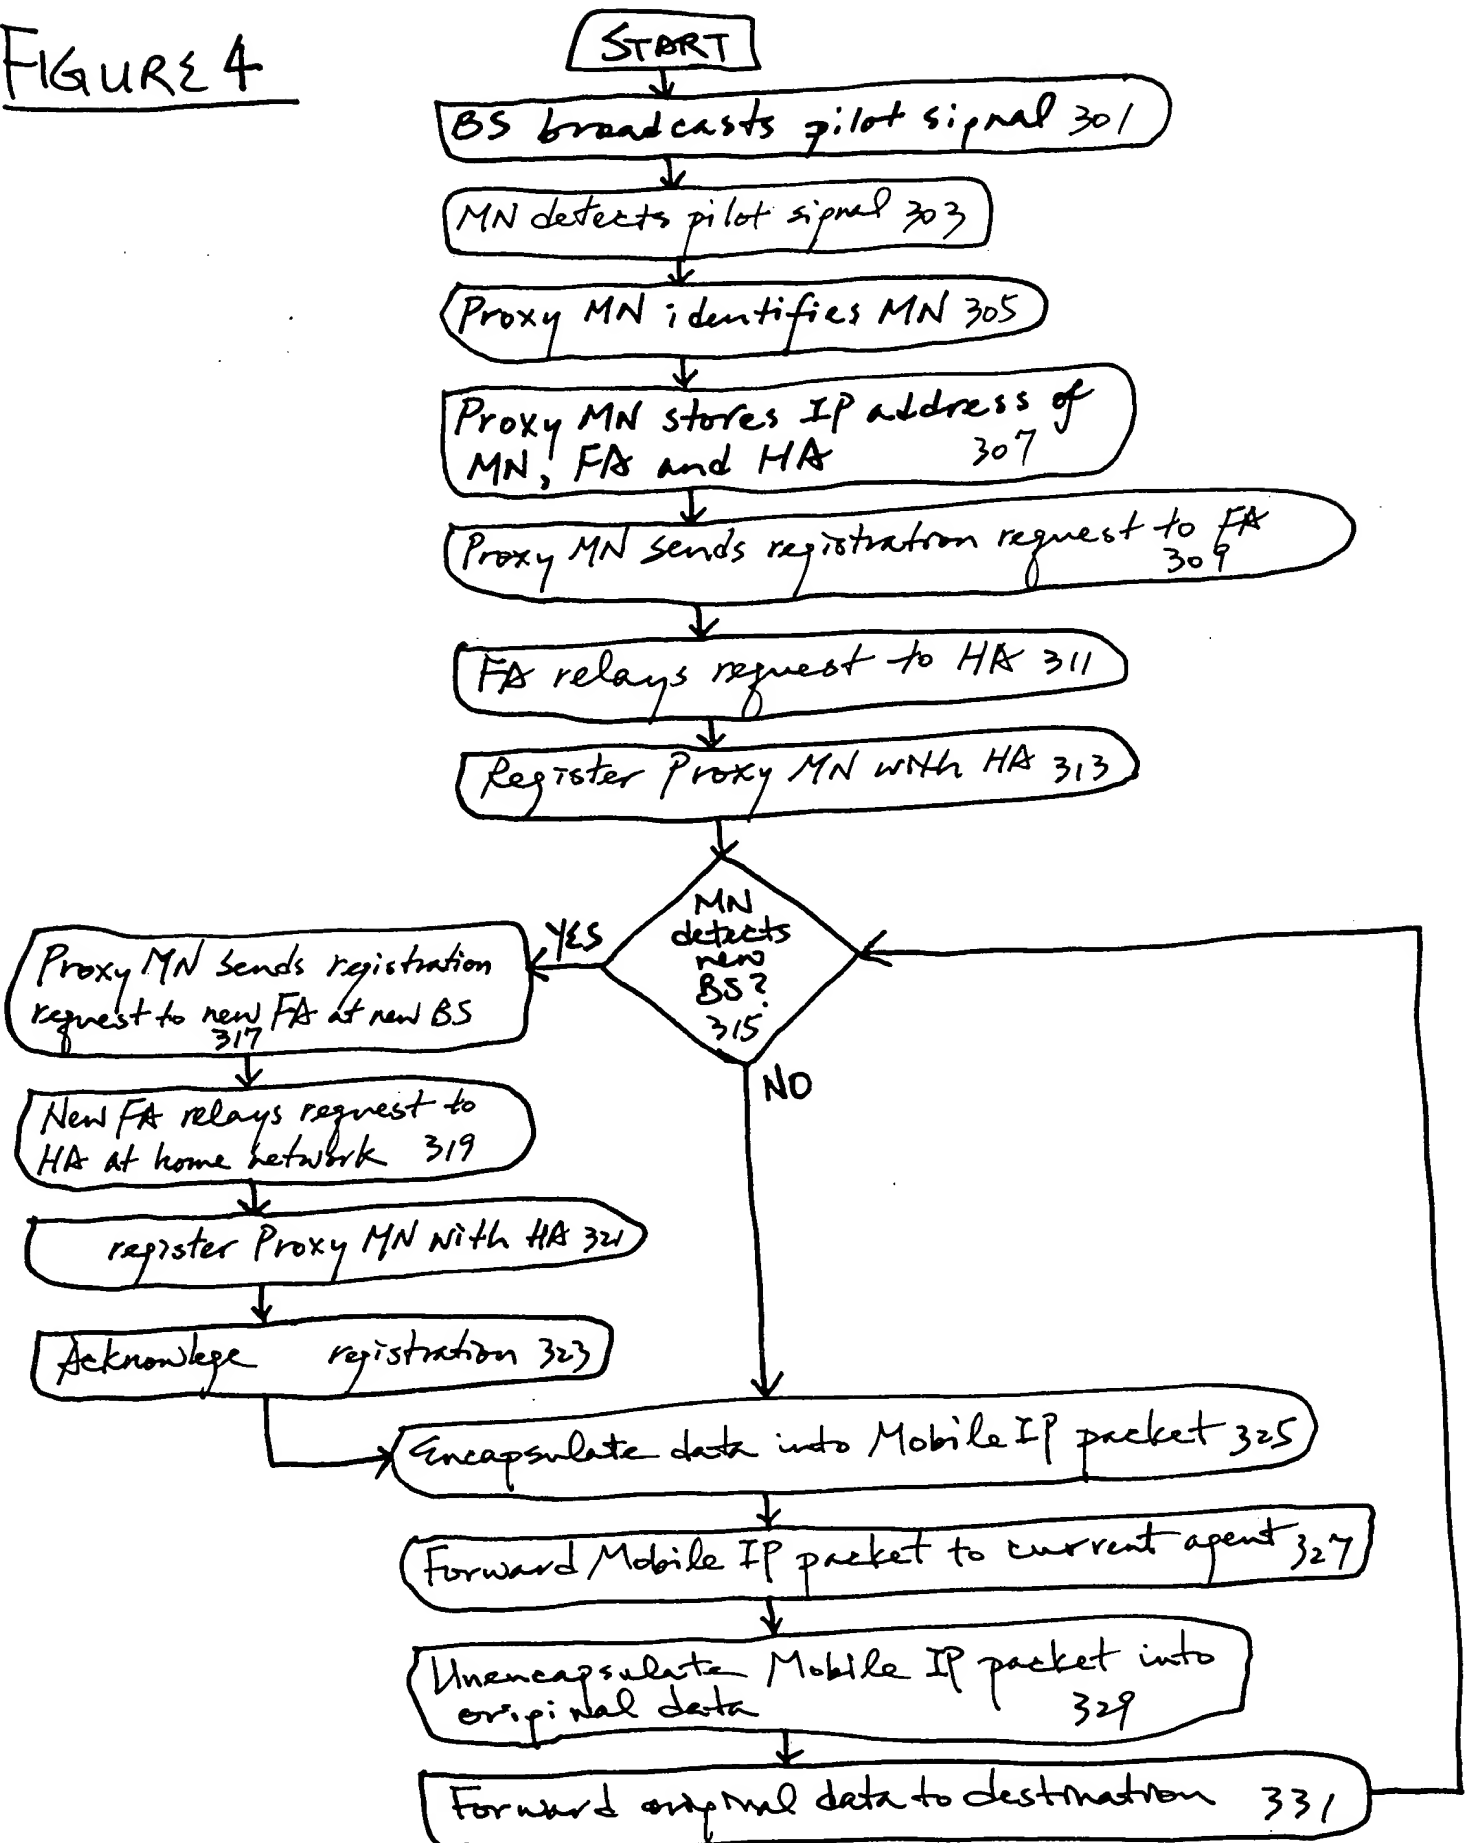 FIGURE 4
START
BS broadcasts pilot signal 301
MN detects pilot signal 303
Proxy MN identifies MN 305
Proxy MN stores IP address of
MN, FA and HA 307
Proxy MN sends registration request to FA
309
FA relays request to HA 311
Register Proxy MN with HA 313
MN
detects
new
BS?
315
YES
NO
Proxy MN sends registration
request to new FA at new BS
317
New FA relays request to
HA at home network 319
register Proxy MN with HA 321
Acknowlege registration 323
Encapsulate data into Mobile IP packet 325
Forward Mobile IP packet to current agent 327
Unencapsulate Mobile IP packet into
original data 329
Forward original data to destination 331